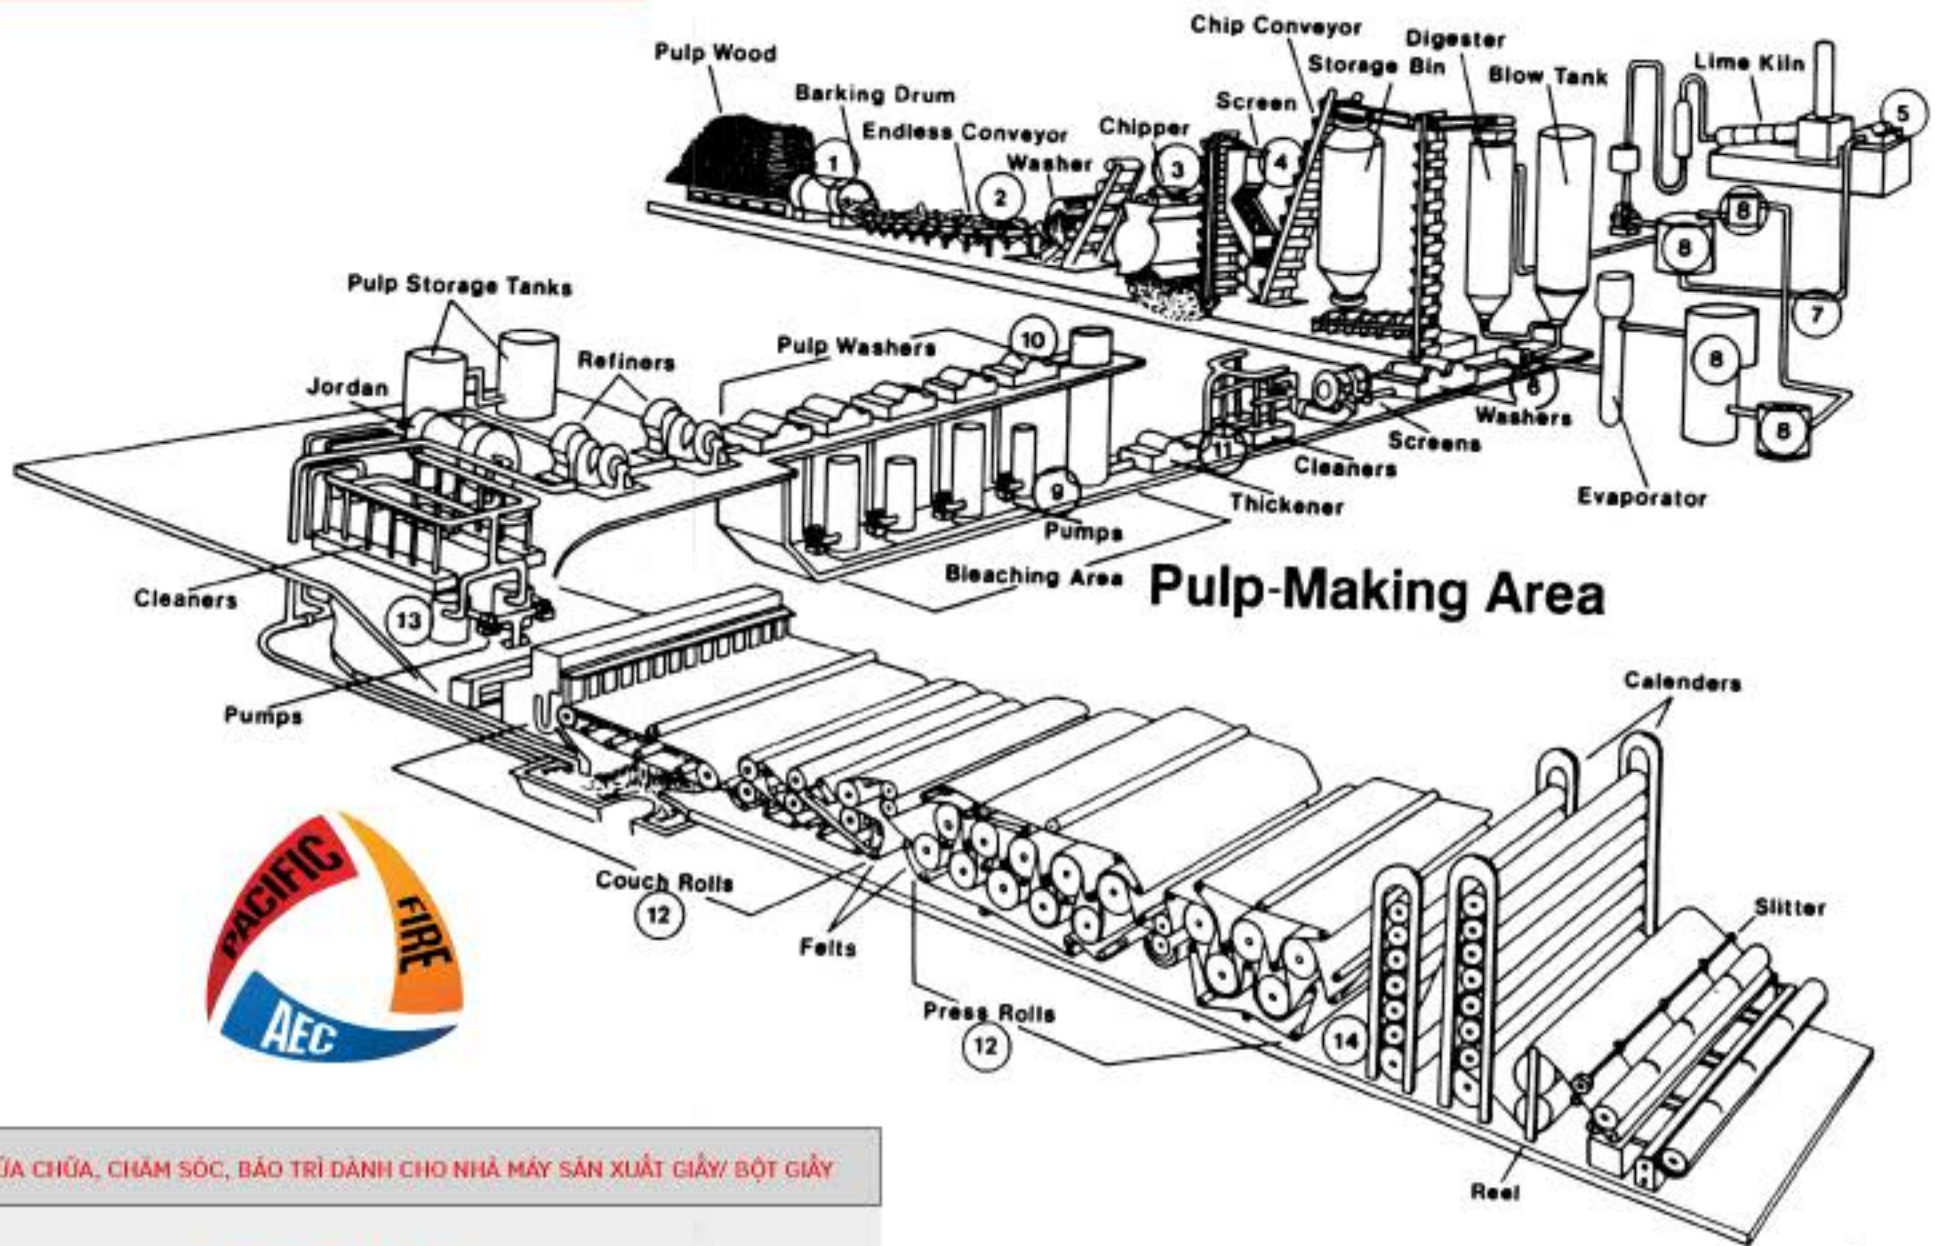 Chip Conveyor
Digester
Pulp Wood
Storage Bin
Lime Kiln
Blow Tank
Barking Drum
Screen
5
Endless Conveyor
Chipper
Washer
1
3
4
2
8
8
Pulp Storage Tanks
7
10
Pulp Washers
Refiners
8
Jordan
6
Washers
8
Screens
11
Cleaners
9
Thickener
Evaporator
Pumps
Bleaching Area
Pulp-Making Area
Cleaners
13
Calenders
Pumps
Couch Rolls
12
Slitter
Felts
PACIFIC
FIRE
AEC
Press Rolls
12
14
Reel
CHỮA, CHĂM SÓC, BẢO TRÌ DÀNH CHO NHÀ MÁY SẢN XUẤT GIẤY/ BỘT GIẤY